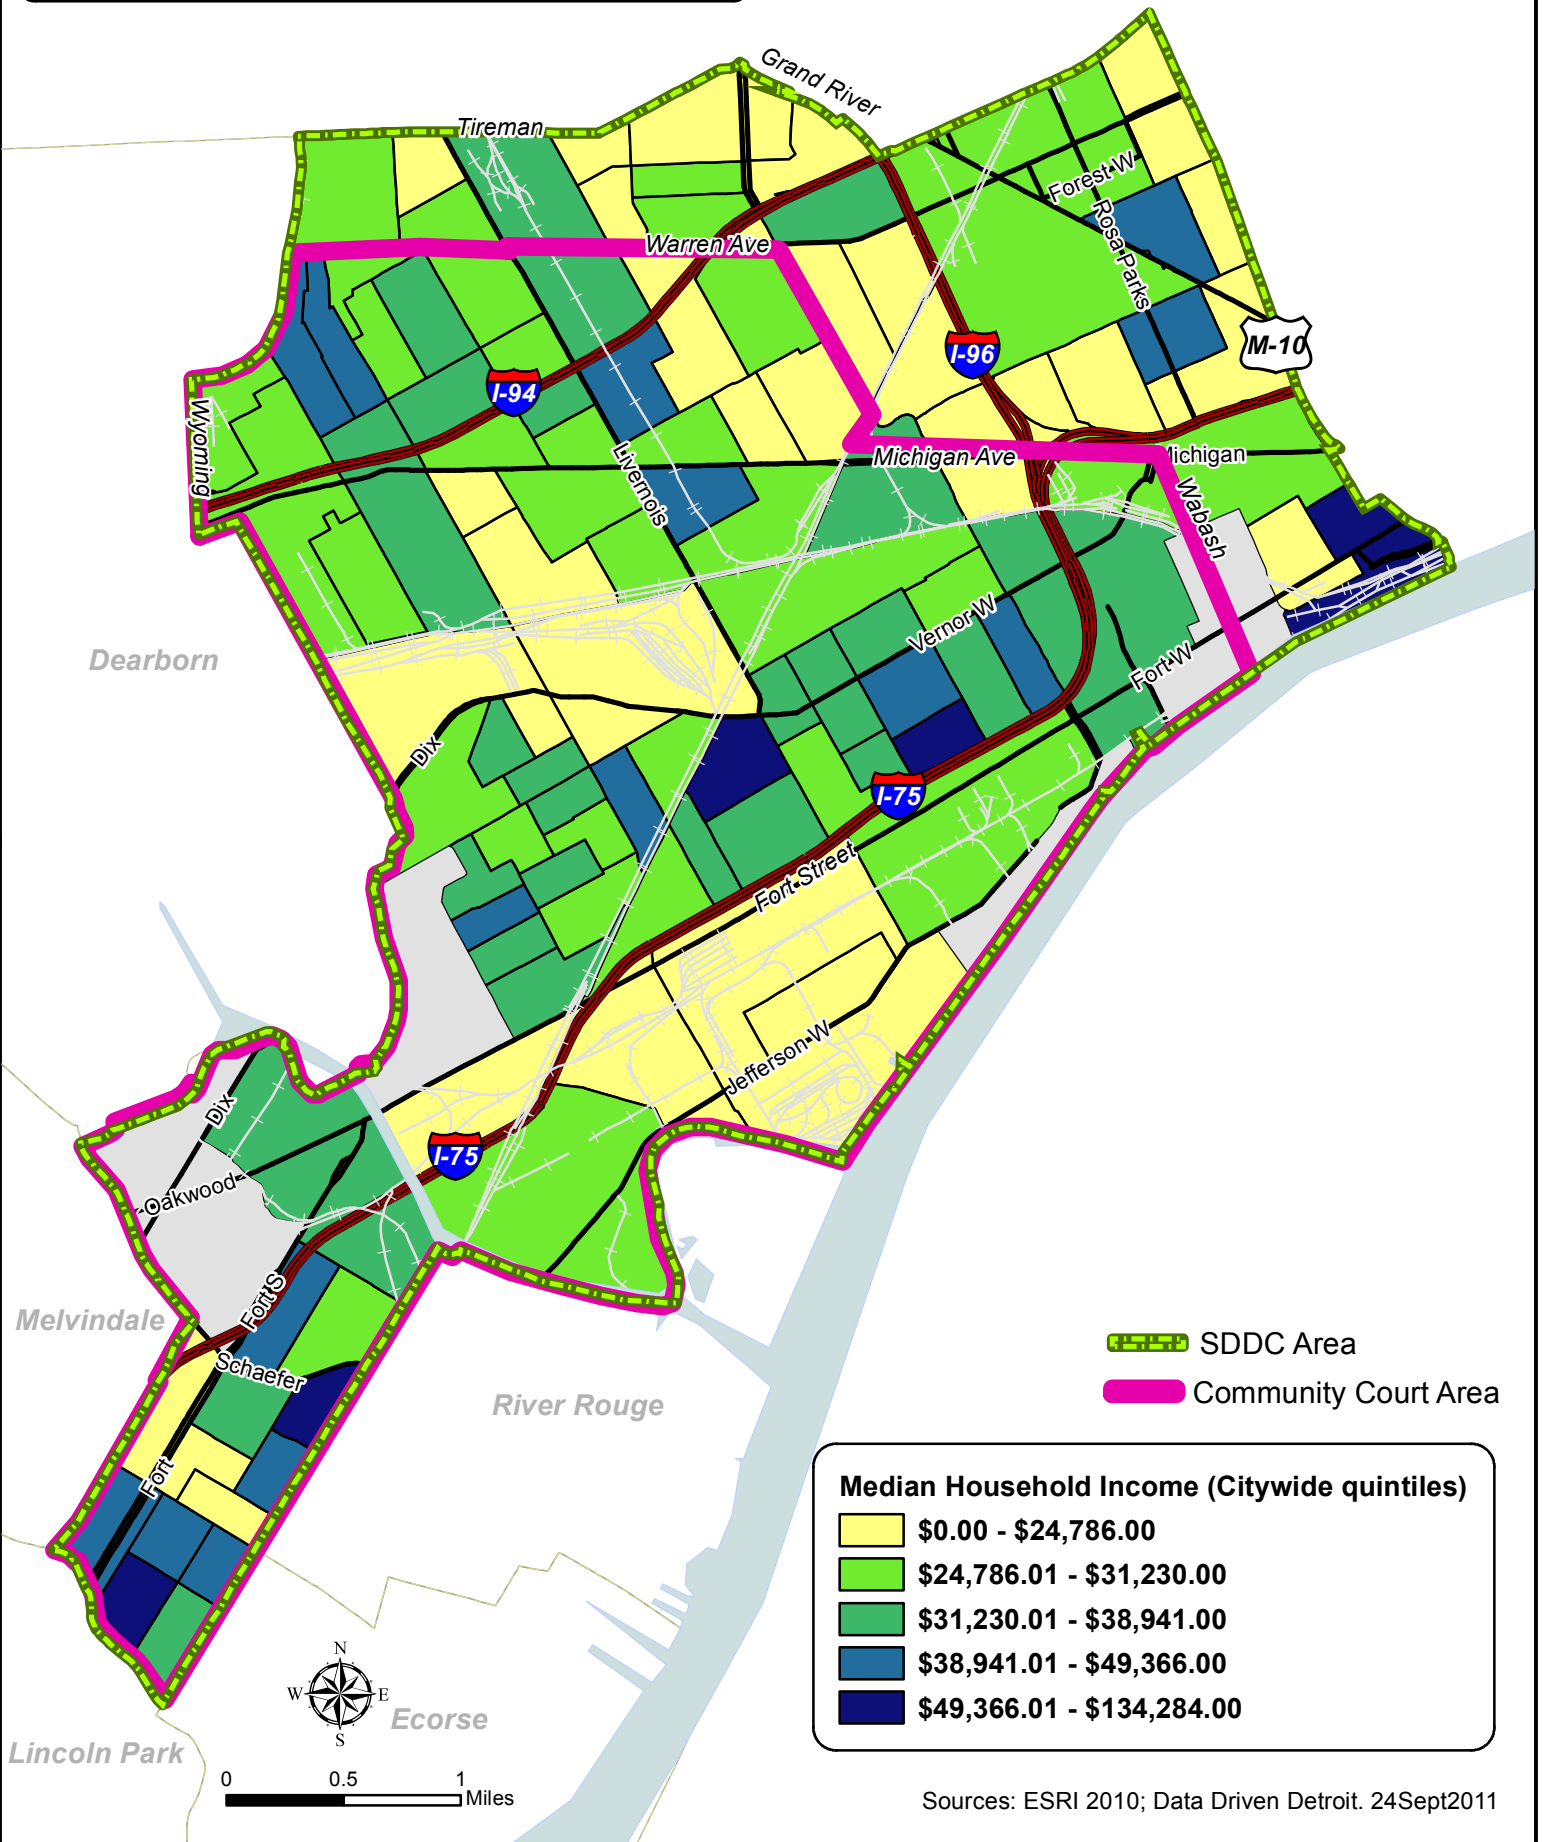 Grand River
Tireman
Forest W
Rosa Parks
Warren Ave
M-10
I-96
I-94
Wyoming
Livernois
Michigan Ave
Michigan
Wabash
Dearborn
Vernor W
Fort W
Dix
I-75
Fort Street
Jefferson W
Dix
I-75
Oakwood
Fort S
Melvindale
Schaefer
River Rouge
Fort
SDDC Area
Community Court Area
Median Household Income (Citywide quintiles)
$0.00 - $24,786.00
$24,786.01 - $31,230.00
$31,230.01 - $38,941.00
$38,941.01 - $49,366.00
$49,366.01 - $134,284.00
N
W E
S
Ecorse
Lincoln Park
0 0.5 1
Miles
Sources: ESRI 2010; Data Driven Detroit. 24Sept2011